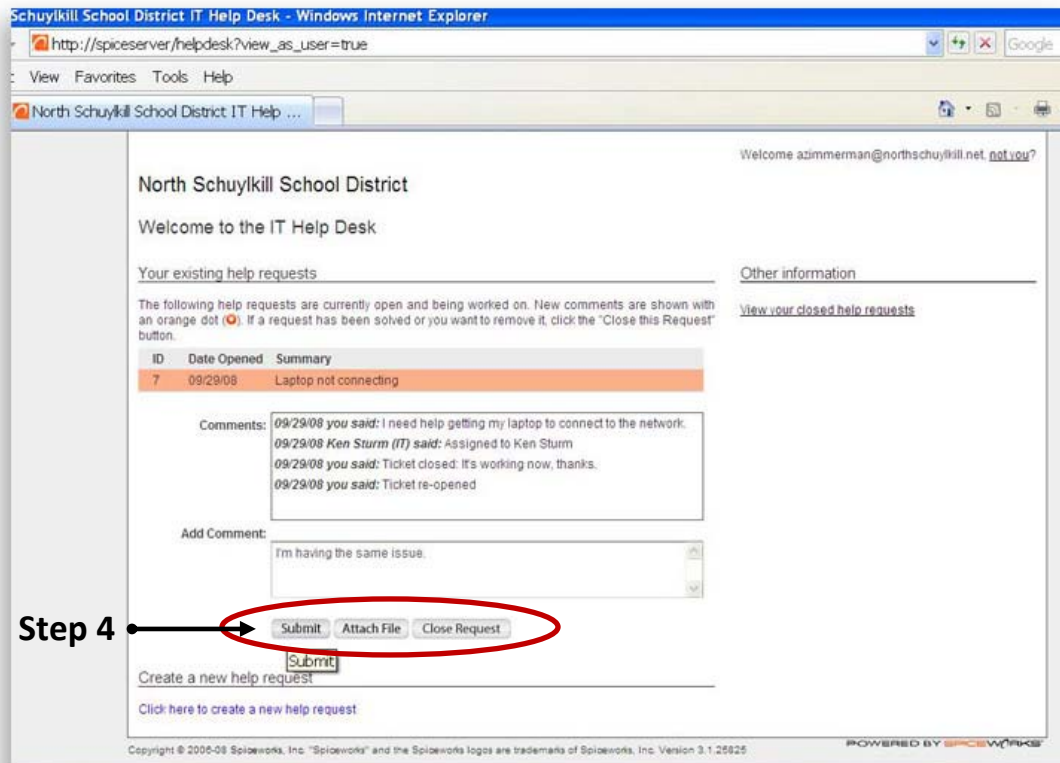 Schuylkill School District IT Help Desk - Windows Internet Explorer
http://spiceserver/helpdesk?view_as_user=true
Google
View Favorites Tools Help
North Schuylkill School District IT Help ...
Welcome azimmerman@northschuylkill.net, not you?
North Schuylkill School District
Welcome to the IT Help Desk
Your existing help requests
Other information
The following help requests are currently open and being worked on. New comments are shown with
an orange dot ( ). If a request has been solved or you want to remove it, click the "Close this Request"
button.
View your closed help requests
ID Date Opened Summary
7 09/29/08 Laptop not connecting
Comments:
09/29/08 you said: I need help getting my laptop to connect to the network.
09/29/08 Ken Sturm (IT) said: Assigned to Ken Sturm
09/29/08 you said: Ticket closed: It's working now, thanks.
09/29/08 you said: Ticket re-opened
Add Comment:
I'm having the same issue.
Step 4
Submit Attach File Close Request
Submit
Create a new help request
Click here to create a new help request
Copyright © 2006-08 Spiceworks, Inc. "Spiceworks" and the Spiceworks logos are trademarks of Spiceworks, Inc. Version 3.1.25825
POWERED BY SPICEWORKS